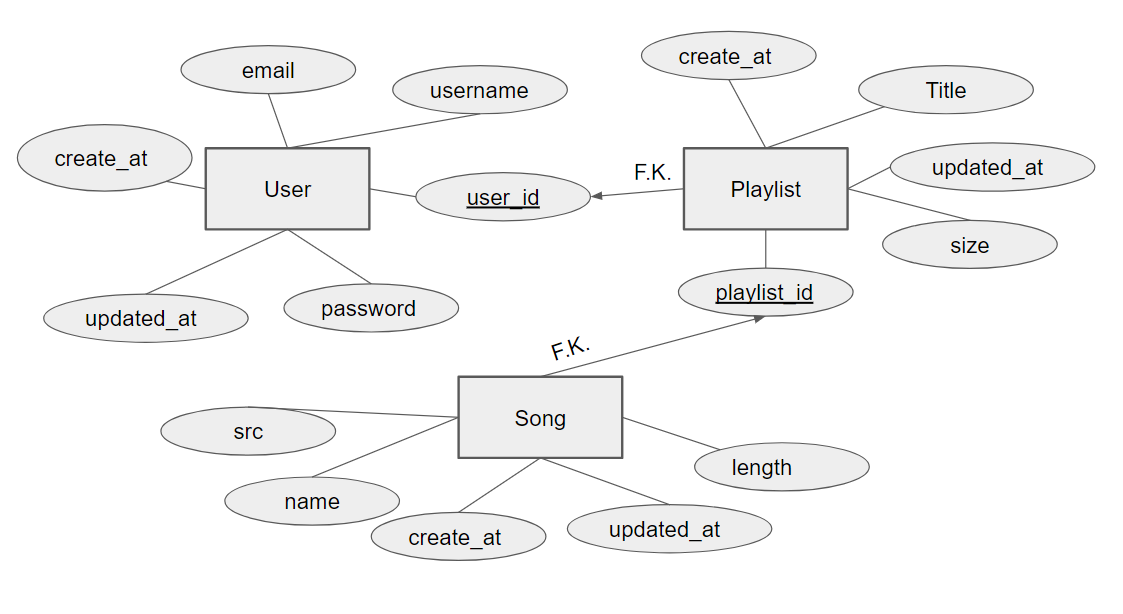 create_at
email
Title
username
create_at
updated_at
F.K.
User
Playlist
user_id
size
playlist_id
updated_at
password
F.K.
Song
src
length
name
create_at
updated_at